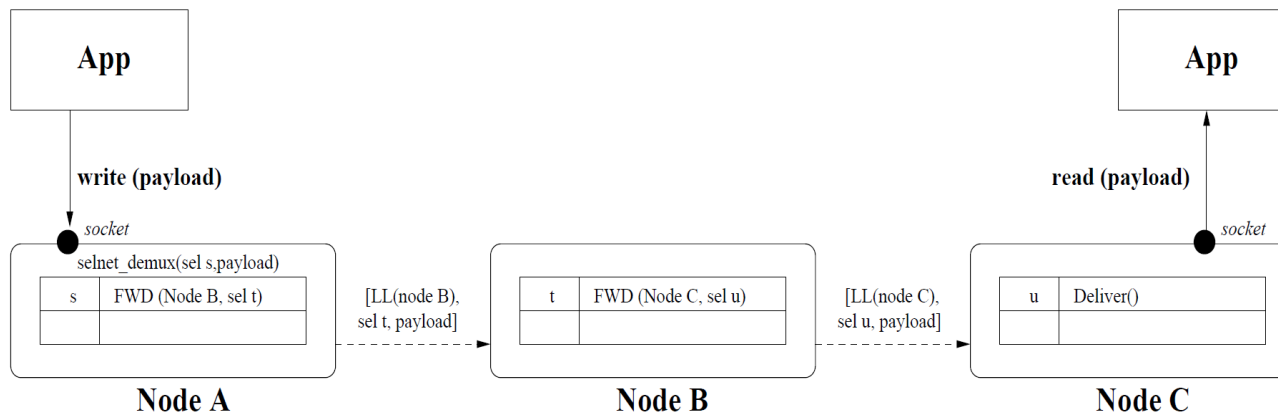 App
App
write (payload)
read (payload)
socket
socket
selnet_demux(sel s,payload)
s FWD (Node B, sel t)
[LL(node B),
sel t, payload]
t FWD (Node C, sel u)
[LL(node C),
sel u, payload]
u Deliver()
Node A
Node B
Node C